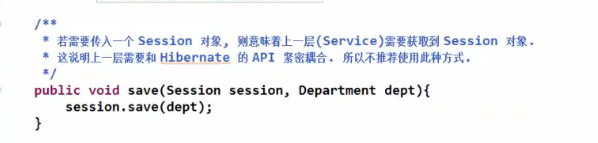 /**
 * 若需要传入一个 Session 对象, 则意味着上一层(Service)需要获取到 Session 对象.
 * 这说明上一层需要和 Hibernate 的 API 紧密耦合. 所以不推荐使用此种方式.
 */
public void save(Session session, Department dept){
    session.save(dept);
}